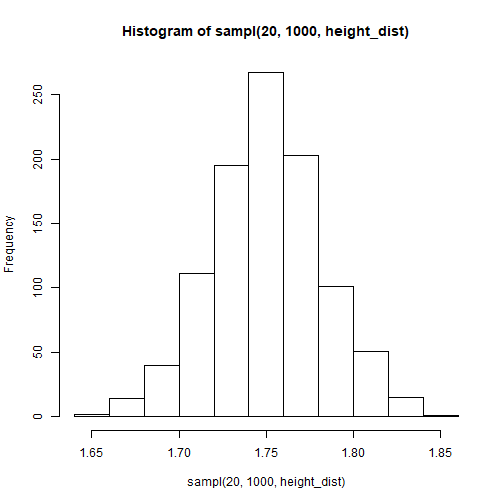 Histogram of sampl(20, 1000, height_dist)
Frequency
250
200
150
100
50
0
1.65 1.70 1.75 1.80 1.85
sampl(20, 1000, height_dist)